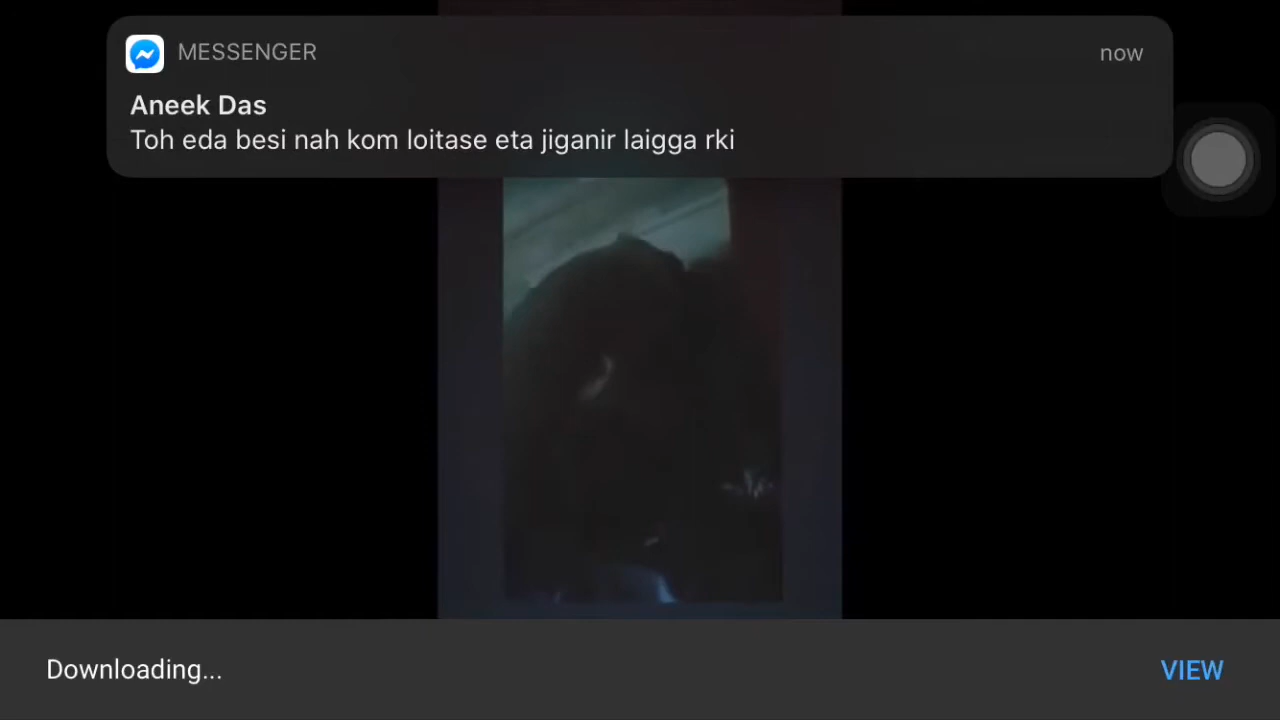 MESSENGER
now
Aneek Das
Toh eda besi nah kom loitase eta jiganir laigga rki
Downloading...
VIEW